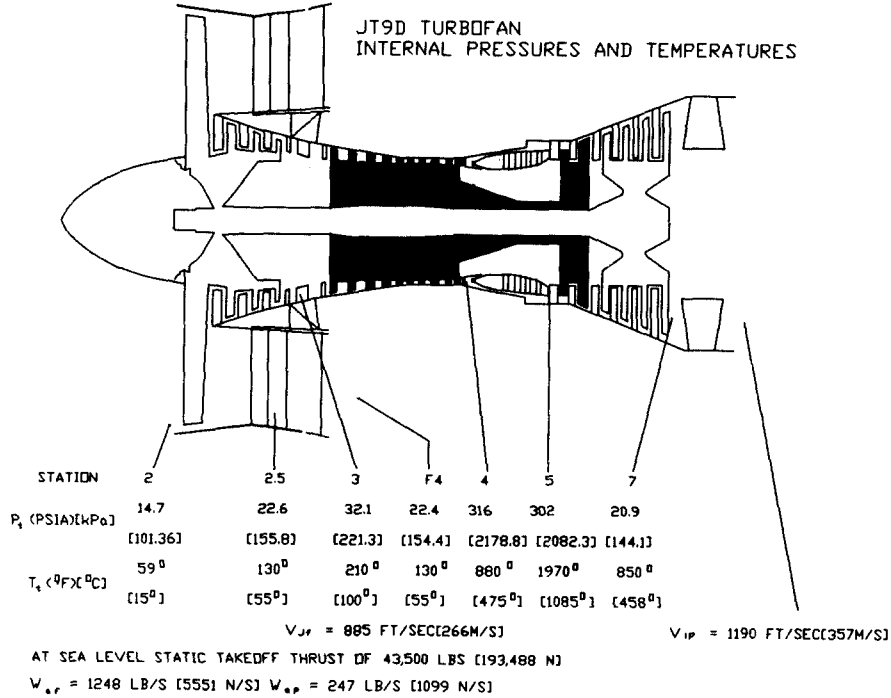 JT9D TURBOFAN
INTERNAL PRESSURES AND TEMPERATURES
STATION 2 2.5 3 F4 4 5 7
Pt (PSIA)[kPa] 14.7 22.6 32.1 22.4 316 302 20.9
[101.36] [155.8] [221.3] [154.4] [2178.8] [2082.3] [144.1]
Tt (°F)[°C] 59° 130° 210° 130° 880° 1970° 850°
[15°] [55°] [100°] [55°] [475°] [1085°] [458°]
VJF = 885 FT/SEC[266M/S] = 1190 FT/SEC[357M/S]
AT SEA LEVEL STATIC TAKEOFF THRUST OF 43,500 LBS [193,488 N]
WaF = 1248 LB/S [5551 N/S] WaP = 247 LB/S [1099 N/S]